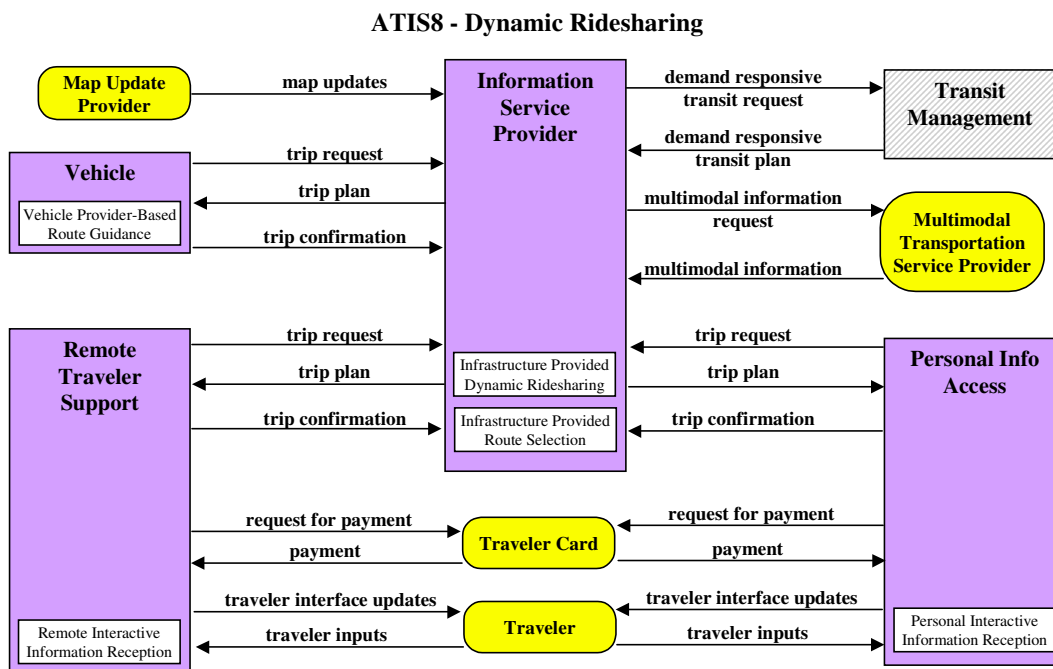 ATIS8 - Dynamic Ridesharing
Map Update
Provider
map updates
Information
Service
Provider
demand responsive
transit request
Transit
Management
demand responsive
transit plan
Vehicle
Vehicle Provider-Based
Route Guidance
trip request
trip plan
trip confirmation
multimodal information
request
multimodal information
Multimodal
Transportation
Service Provider
Remote
Traveler
Support
trip request
trip plan
trip confirmation
Infrastructure Provided
Dynamic Ridesharing
Infrastructure Provided
Route Selection
trip request
trip plan
trip confirmation
Personal Info
Access
request for payment
payment
Traveler Card
request for payment
payment
traveler interface updates
traveler inputs
Traveler
traveler interface updates
traveler inputs
Remote Interactive
Information Reception
Personal Interactive
Information Reception